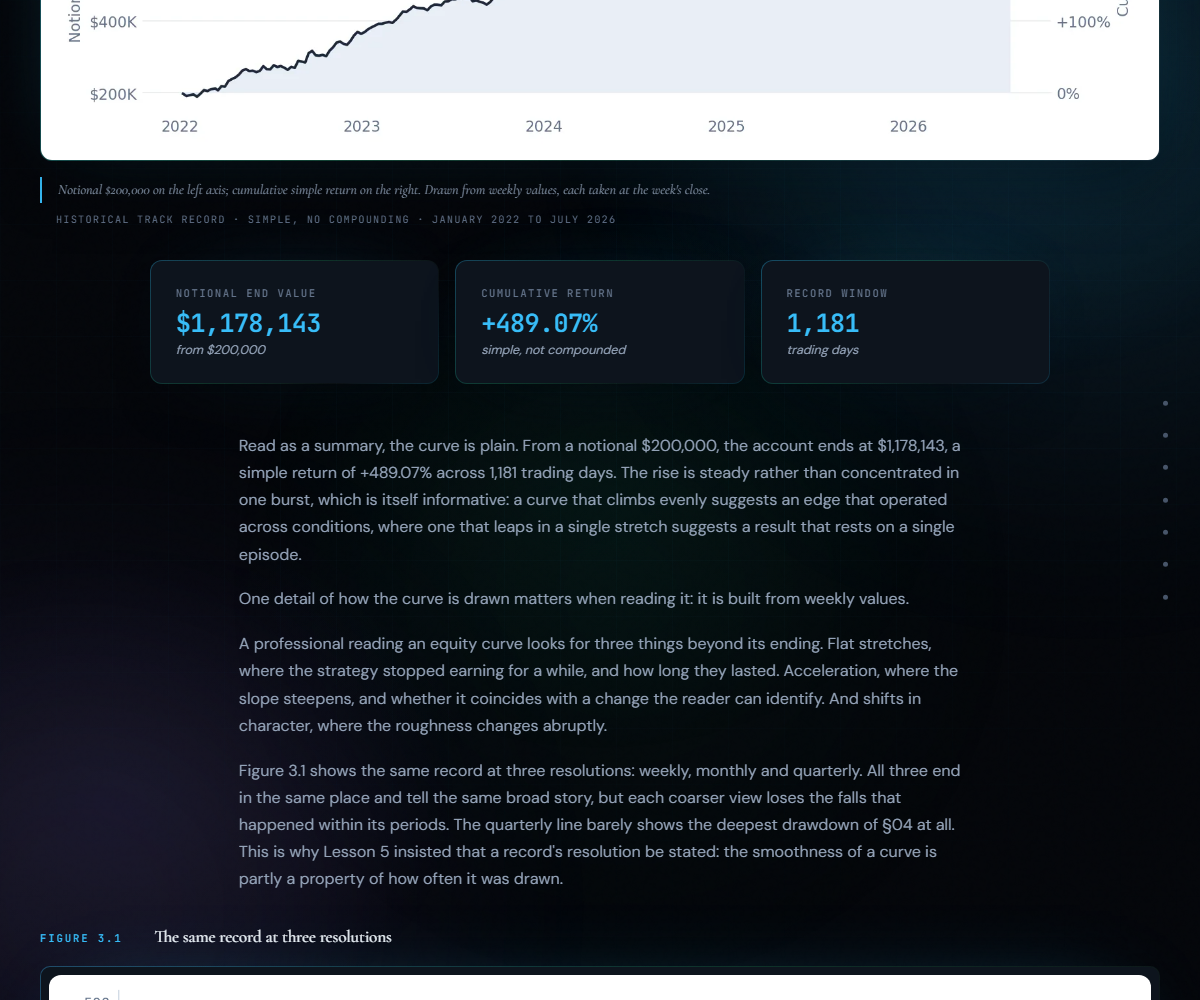 Notion
Cu
$400K
+100%
$200K
0%
2022
2023
2024
2025
2026
Notional $200,000 on the left axis; cumulative simple return on the right. Drawn from weekly values, each taken at the week's close.
HISTORICAL TRACK RECORD · SIMPLE, NO COMPOUNDING · JANUARY 2022 TO JULY 2026
NOTIONAL END VALUE
$1,178,143
from $200,000
CUMULATIVE RETURN
+489.07%
simple, not compounded
RECORD WINDOW
1,181
trading days
Read as a summary, the curve is plain. From a notional $200,000, the account ends at $1,178,143, a
simple return of +489.07% across 1,181 trading days. The rise is steady rather than concentrated in
one burst, which is itself informative: a curve that climbs evenly suggests an edge that operated
across conditions, where one that leaps in a single stretch suggests a result that rests on a single
episode.
One detail of how the curve is drawn matters when reading it: it is built from weekly values.
A professional reading an equity curve looks for three things beyond its ending. Flat stretches,
where the strategy stopped earning for a while, and how long they lasted. Acceleration, where the
slope steepens, and whether it coincides with a change the reader can identify. And shifts in
character, where the roughness changes abruptly.
Figure 3.1 shows the same record at three resolutions: weekly, monthly and quarterly. All three end
in the same place and tell the same broad story, but each coarser view loses the falls that
happened within its periods. The quarterly line barely shows the deepest drawdown of §04 at all.
This is why Lesson 5 insisted that a record's resolution be stated: the smoothness of a curve is
partly a property of how often it was drawn.
FIGURE 3.1
The same record at three resolutions